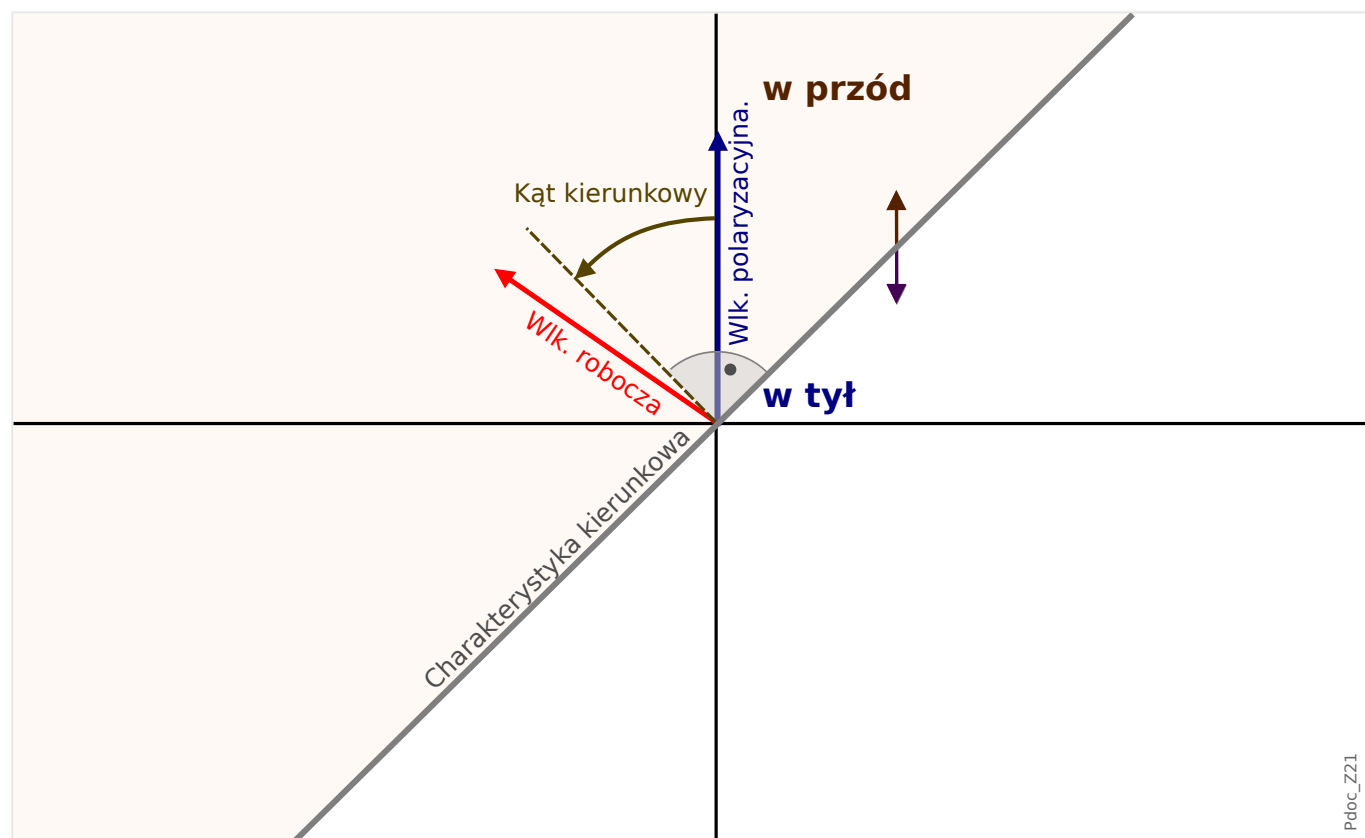 w przód
Wlk. polaryzacyjna.
Kąt kierunkowy
Wlk. robocza
w tył
Charakterystyka kierunkowa
Pdoc_Z21